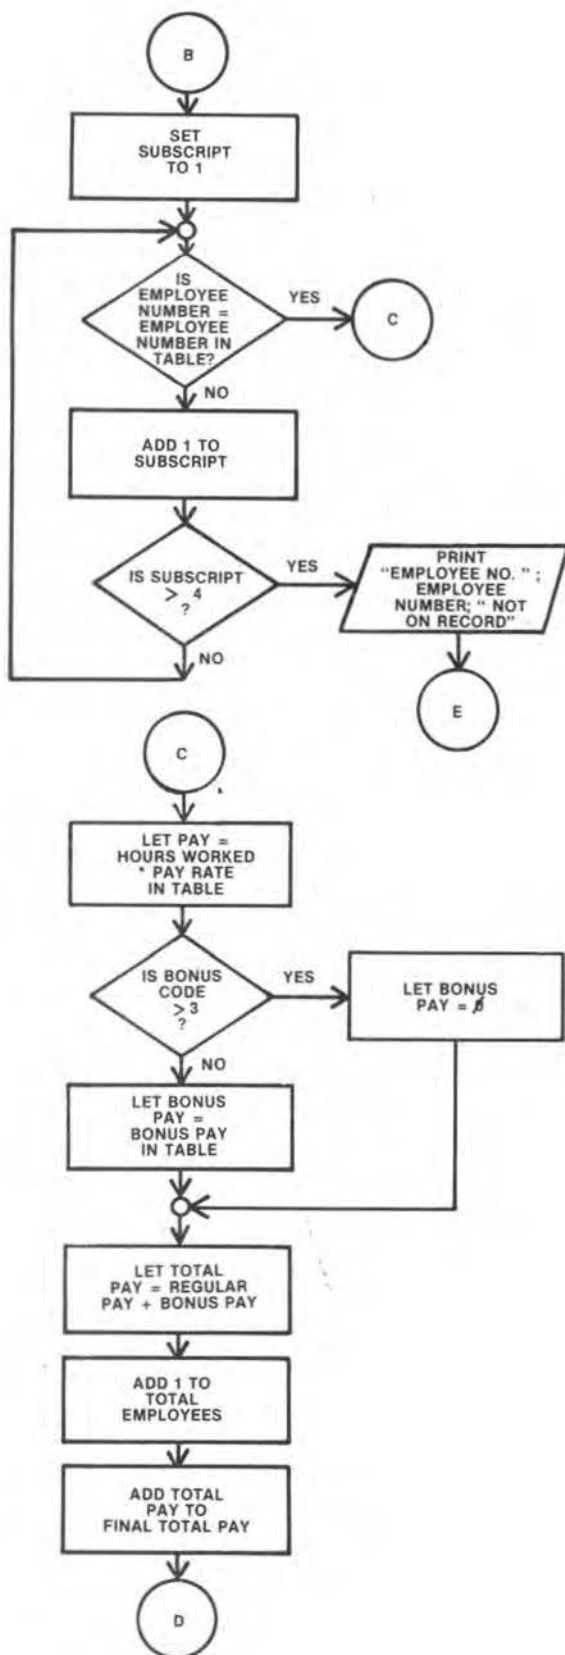 B
SET
SUBSCRIPT
TO 1
IS
EMPLOYEE
NUMBER =
EMPLOYEE
NUMBER IN
TABLE?
YES
C
NO
ADD 1 TO
SUBSCRIPT
IS SUBSCRIPT
> 4
?
YES
PRINT
"EMPLOYEE NO. " ;
EMPLOYEE
NUMBER; " NOT
ON RECORD"
NO
E
C
LET PAY =
HOURS WORKED
* PAY RATE
IN TABLE
IS BONUS
CODE
>3
?
YES
LET BONUS
PAY = 0̸
NO
LET BONUS
PAY =
BONUS PAY
IN TABLE
LET TOTAL
PAY = REGULAR
PAY + BONUS PAY
ADD 1 TO
TOTAL
EMPLOYEES
ADD TOTAL
PAY TO
FINAL TOTAL PAY
D